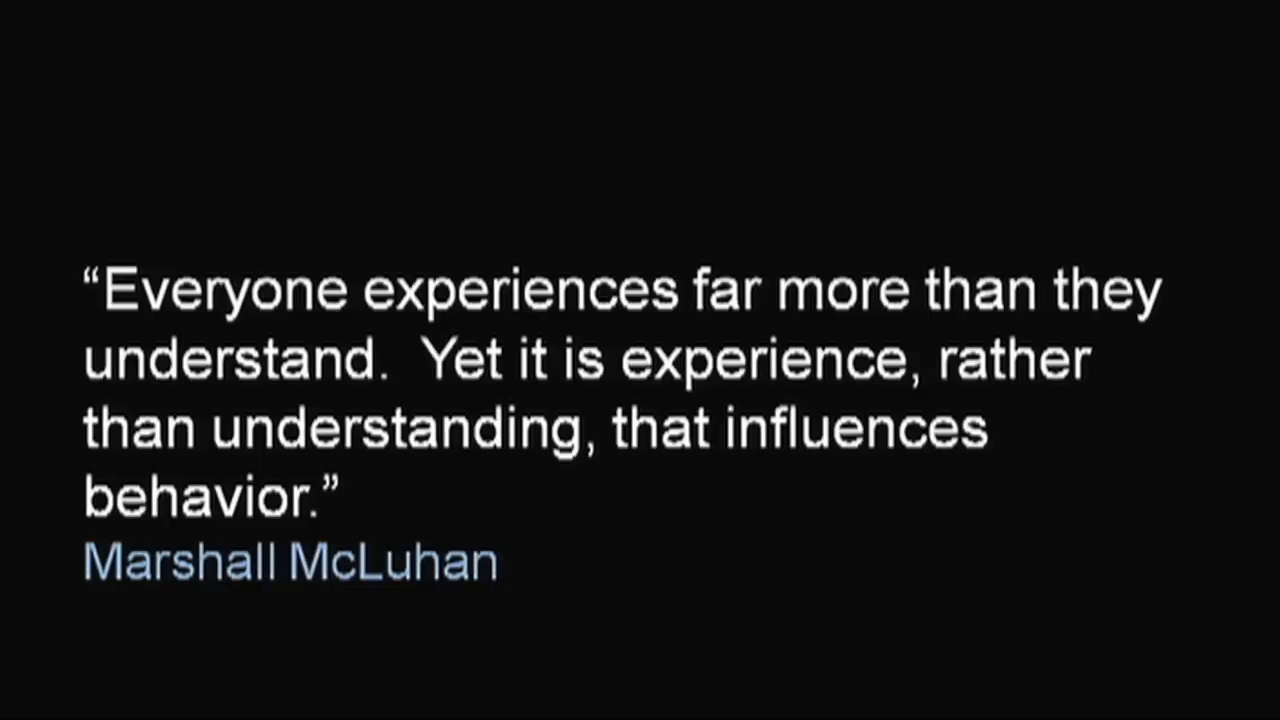 “Everyone experiences far more than they
understand.  Yet it is experience, rather
than understanding, that influences
behavior.”
Marshall McLuhan